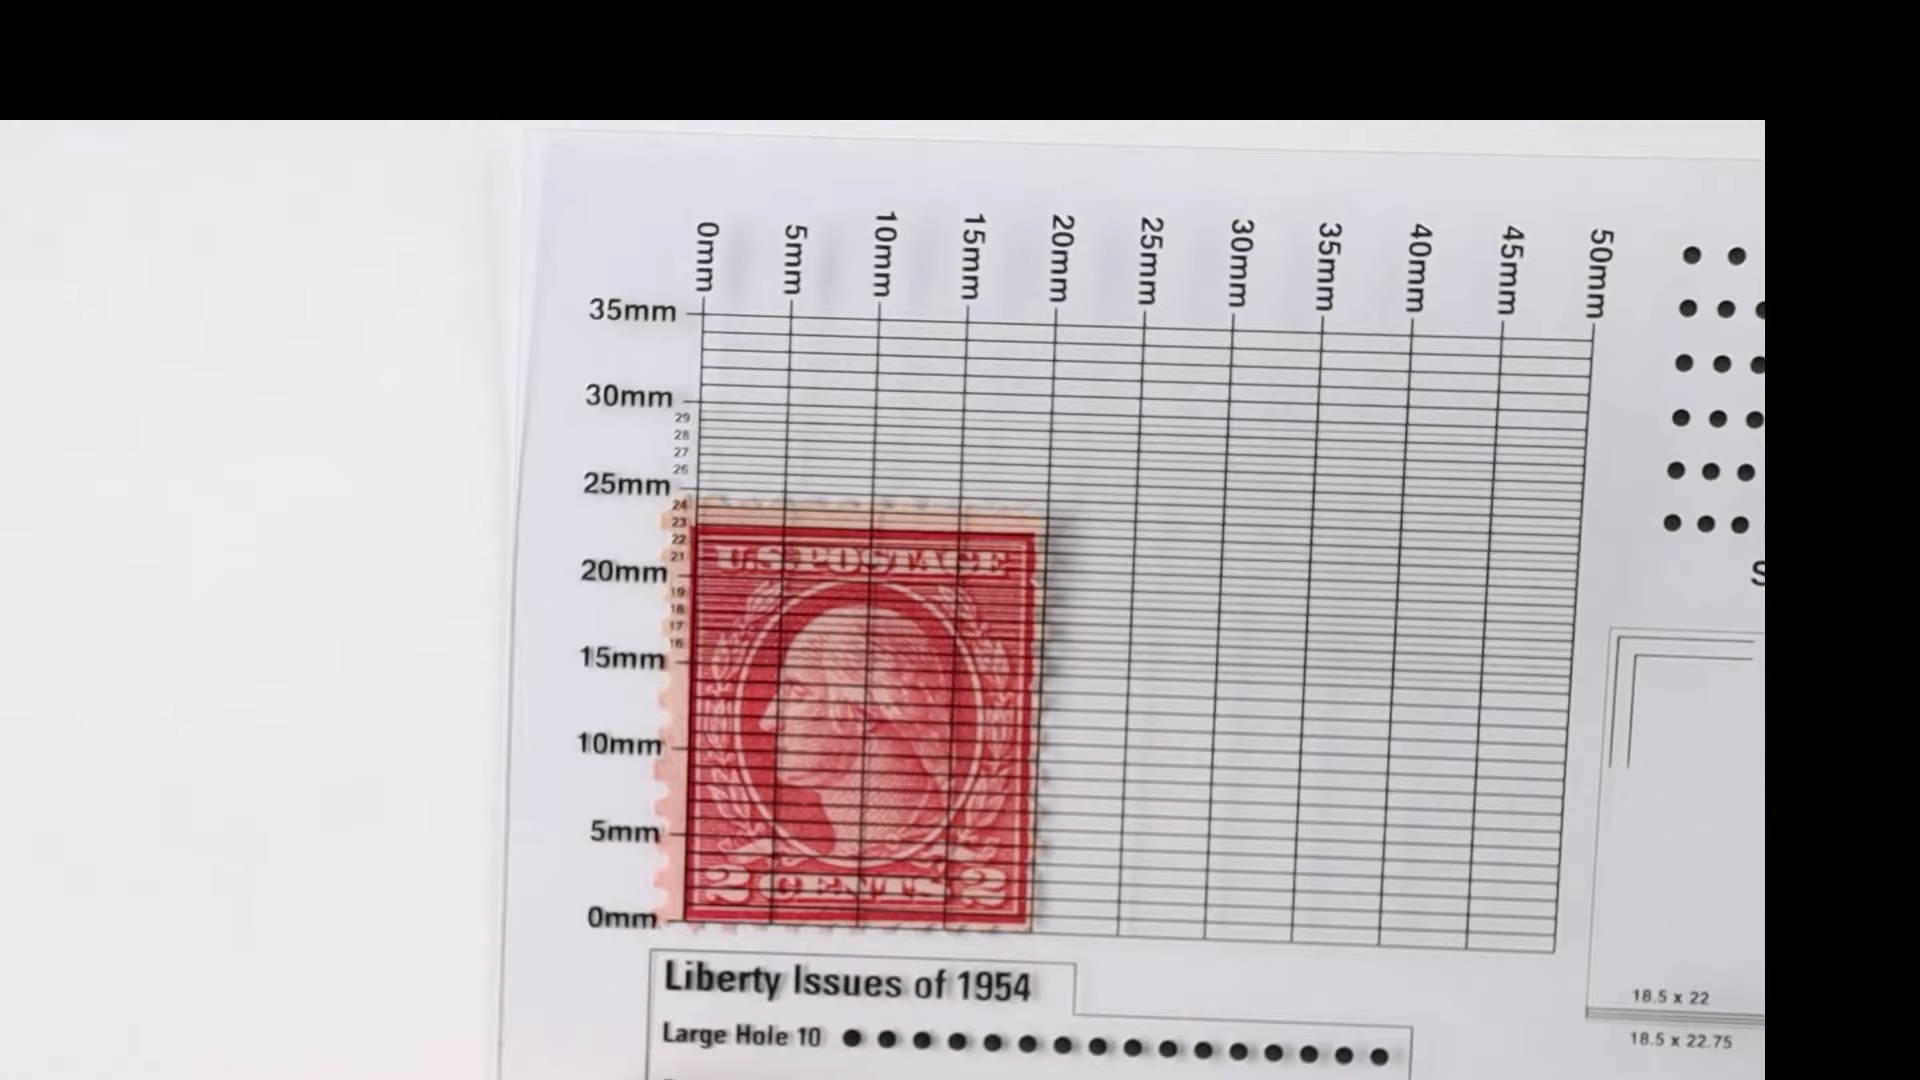 0mm 5mm 10mm 15mm 20mm 25mm 30mm 35mm 40mm 45mm 50mm
35mm
30mm
29
28
27
26
25mm
24
23
22
21
20mm
19
18
17
16
15mm
10mm
5mm
0mm
U.S. POSTAGE
2 CENTS 2
Liberty Issues of 1954
Large Hole 10
18.5 x 22
18.5 x 22.75